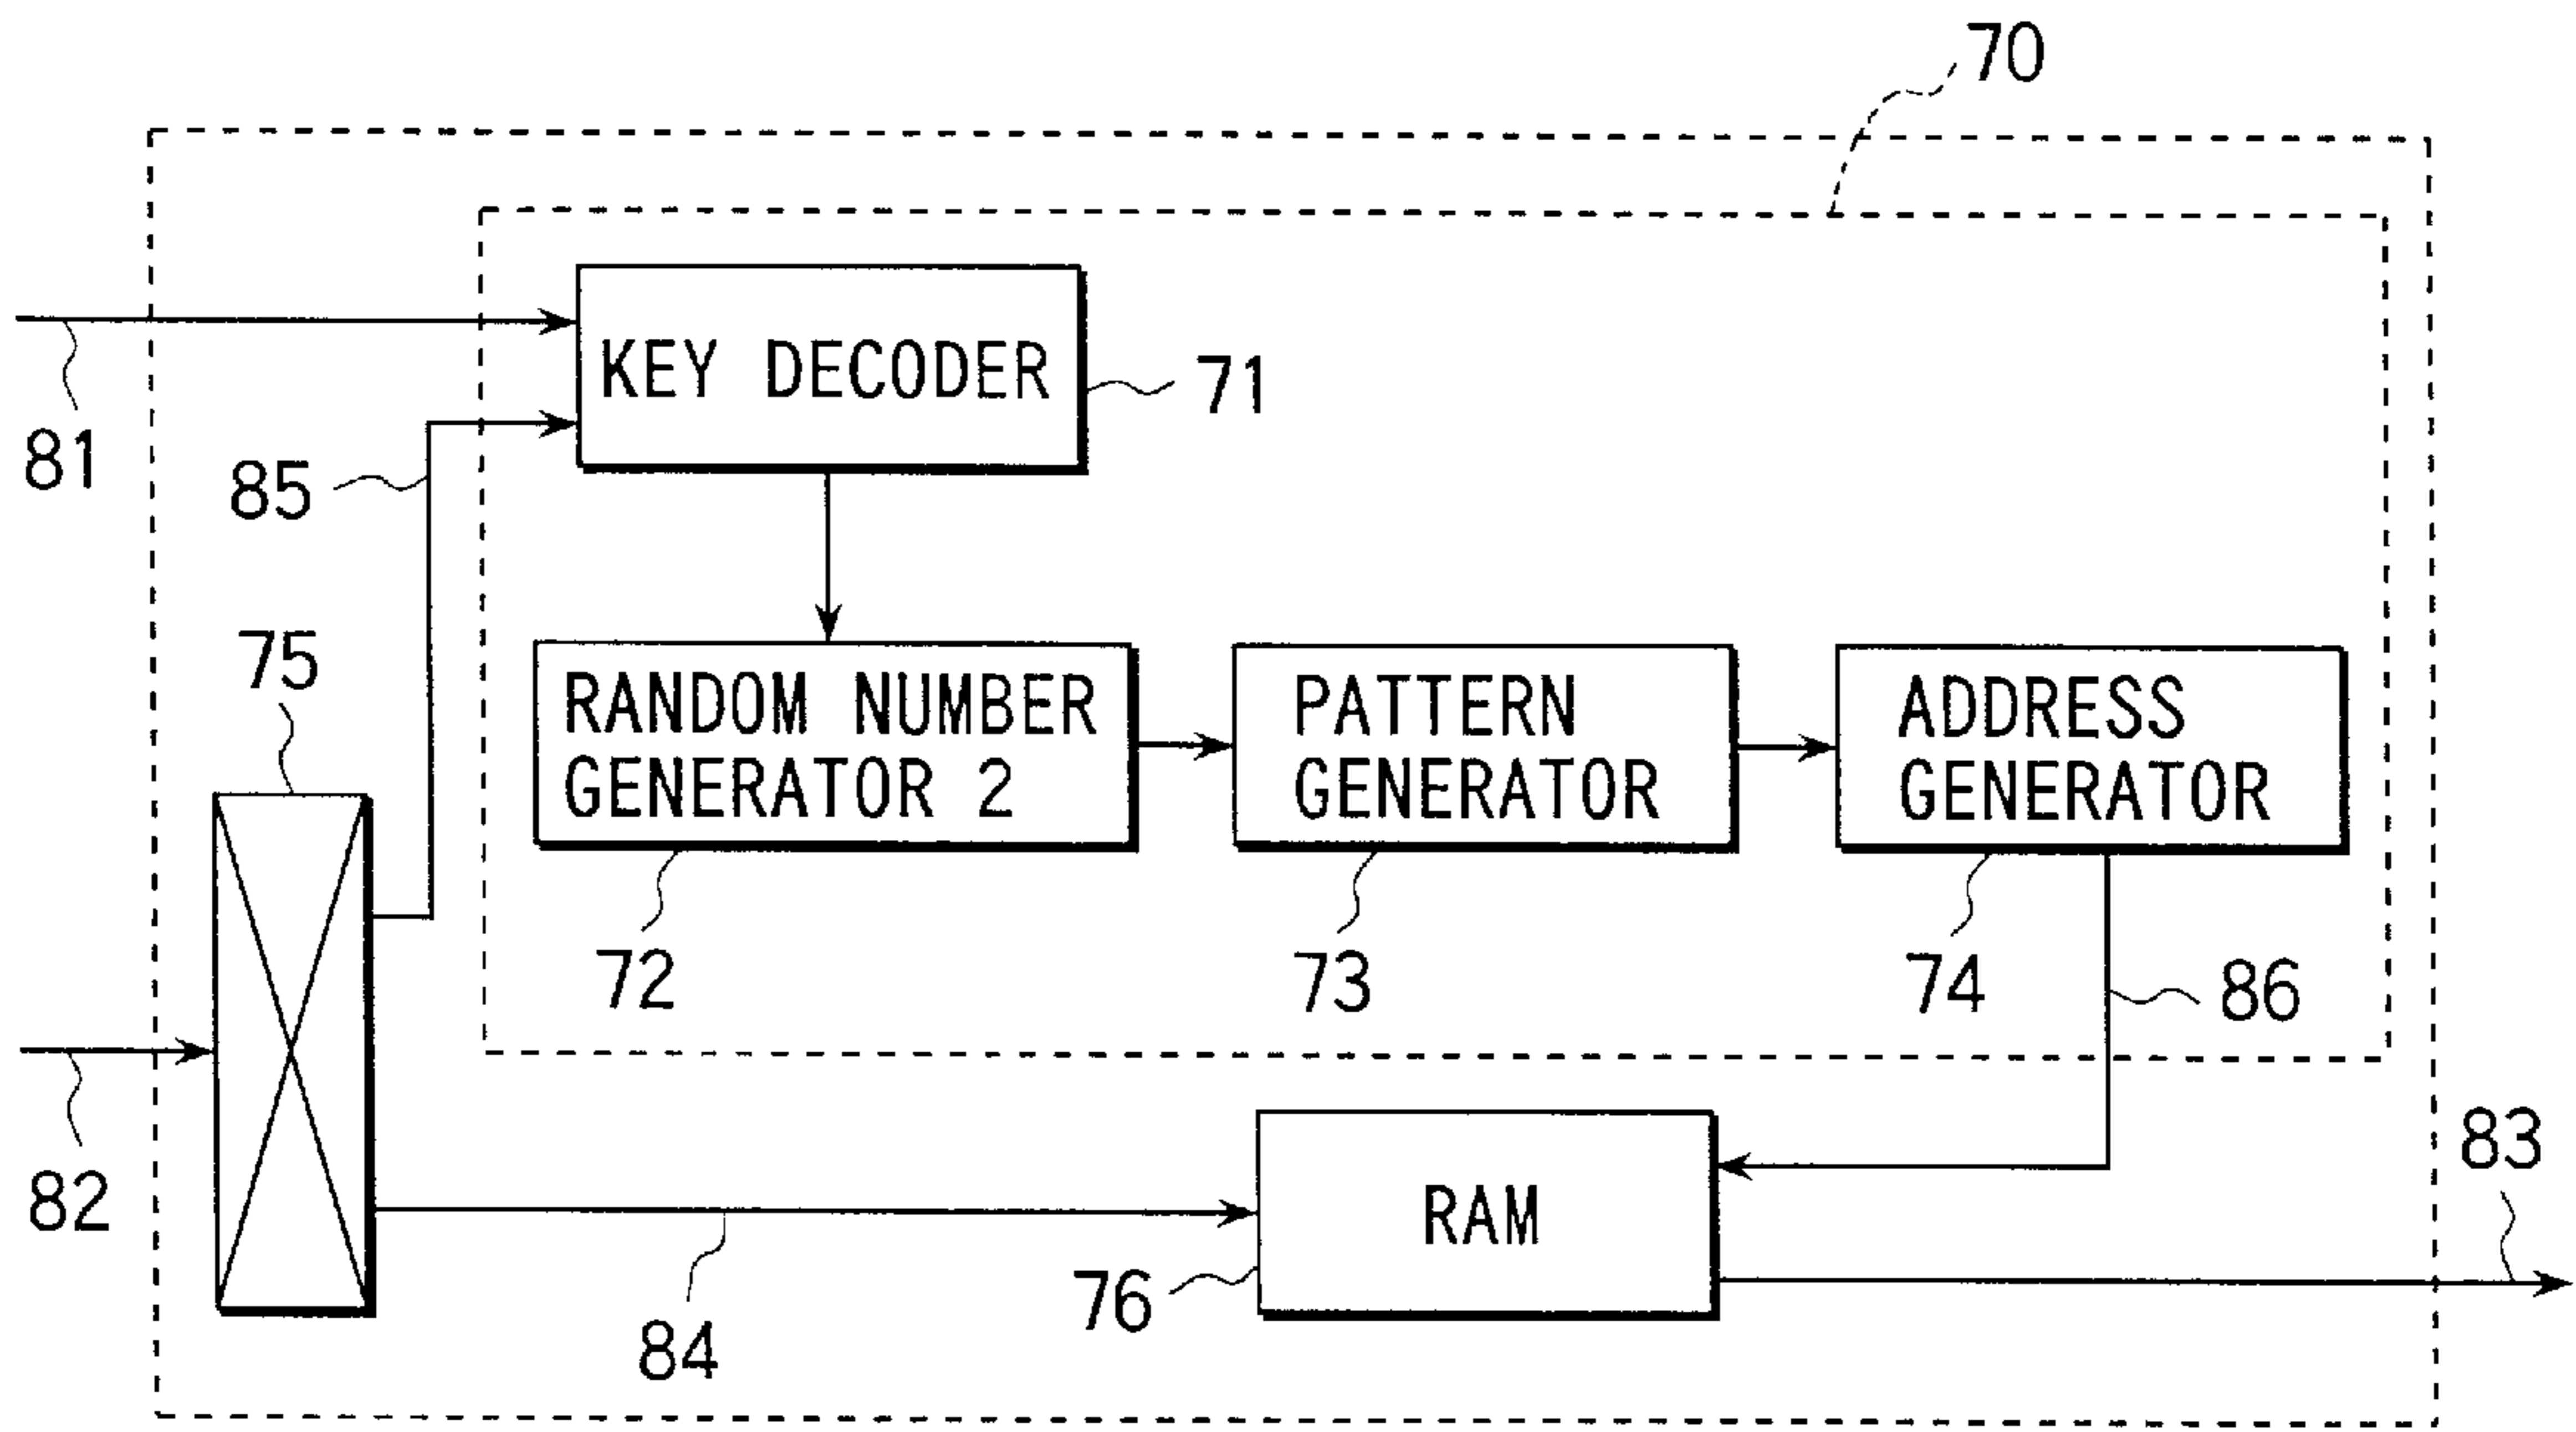 70
KEY DECODER
71
81
85
75
RANDOM NUMBER
GENERATOR 2
PATTERN
GENERATOR
ADDRESS
GENERATOR
72
73
74
86
82
RAM
83
76
84